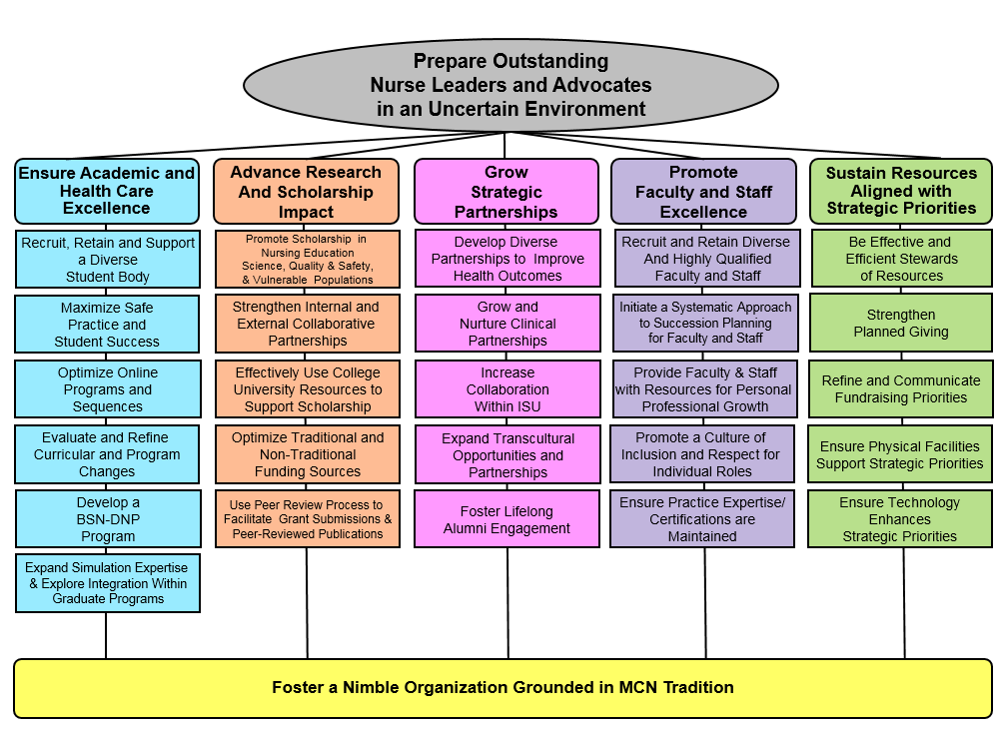 Prepare Outstanding
Nurse Leaders and Advocates
in an Uncertain Environment
Ensure Academic and
Health Care
Excellence
Recruit, Retain and Support
a Diverse
Student Body
Maximize Safe
Practice and
Student Success
Optimize Online
Programs and
Sequences
Evaluate and Refine
Curricular and Program
Changes
Develop a
BSN-DNP
Program
Expand Simulation Expertise
& Explore Integration Within
Graduate Programs
Advance Research
And Scholarship
Impact
Promote Scholarship in
Nursing Education
Science, Quality & Safety,
& Vulnerable Populations
Strengthen Internal and
External Collaborative
Partnerships
Effectively Use College
University Resources to
Support Scholarship
Optimize Traditional and
Non-Traditional
Funding Sources
Use Peer Review Process to
Facilitate Grant Submissions &
Peer-Reviewed Publications
Grow
Strategic
Partnerships
Develop Diverse
Partnerships to Improve
Health Outcomes
Grow and
Nurture Clinical
Partnerships
Increase
Collaboration
Within ISU
Expand Transcultural
Opportunities and
Partnerships
Foster Lifelong
Alumni Engagement
Promote
Faculty and Staff
Excellence
Recruit and Retain Diverse
And Highly Qualified
Faculty and Staff
Initiate a Systematic Approach
to Succession Planning
for Faculty and Staff
Provide Faculty & Staff
with Resources for Personal
Professional Growth
Promote a Culture of
Inclusion and Respect for
Individual Roles
Ensure Practice Expertise/
Certifications are
Maintained
Sustain Resources
Aligned with
Strategic Priorities
Be Effective and
Efficient Stewards
of Resources
Strengthen
Planned Giving
Refine and Communicate
Fundraising Priorities
Ensure Physical Facilities
Support Strategic Priorities
Ensure Technology
Enhances
Strategic Priorities
Foster a Nimble Organization Grounded in MCN Tradition